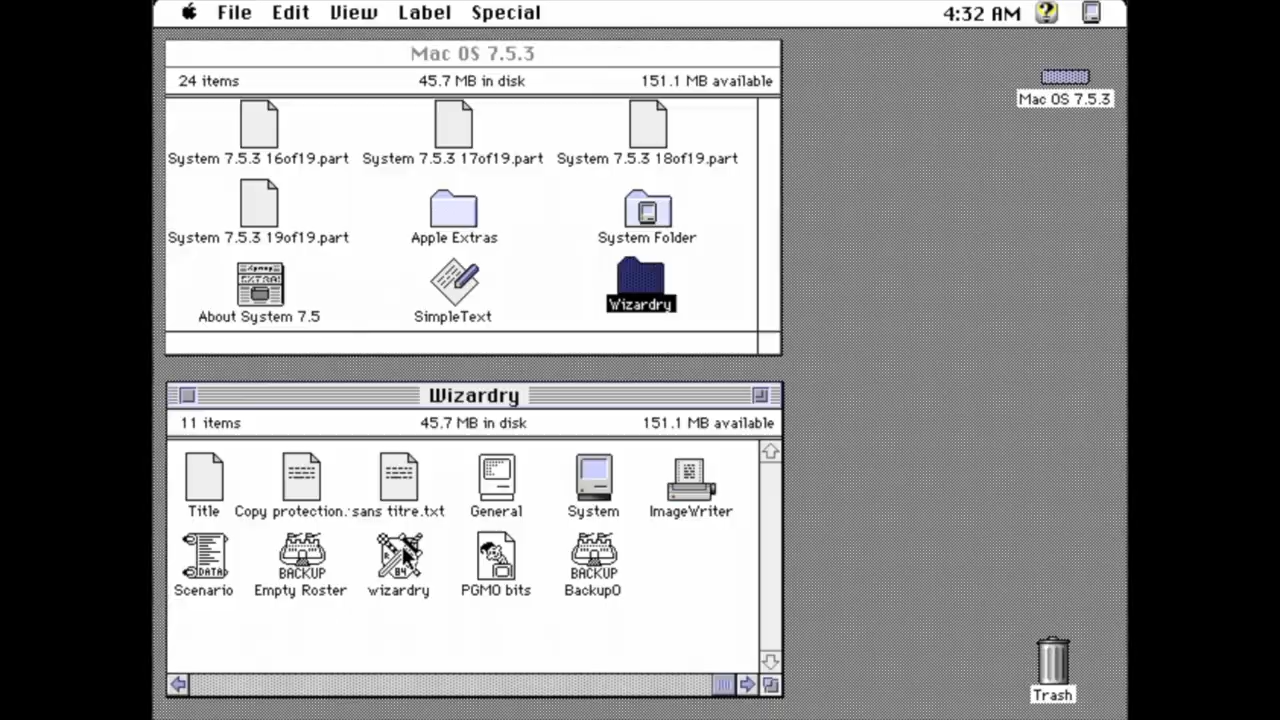 File Edit View Label Special 4:32 AM
Mac OS 7.5.3
24 items 45.7 MB in disk 151.1 MB available
System 7.5.3 16of19.part System 7.5.3 17of19.part System 7.5.3 18of19.part
System 7.5.3 19of19.part Apple Extras System Folder
EXTRA!
About System 7.5 SimpleText Wizardry
Mac OS 7.5.3
Wizardry
11 items 45.7 MB in disk 151.1 MB available
Title Copy protection. sans titre.txt General System ImageWriter
DATA BACKUP 84 BACKUP
Scenario Empty Roster wizardry PGMO bits Backup0
Trash